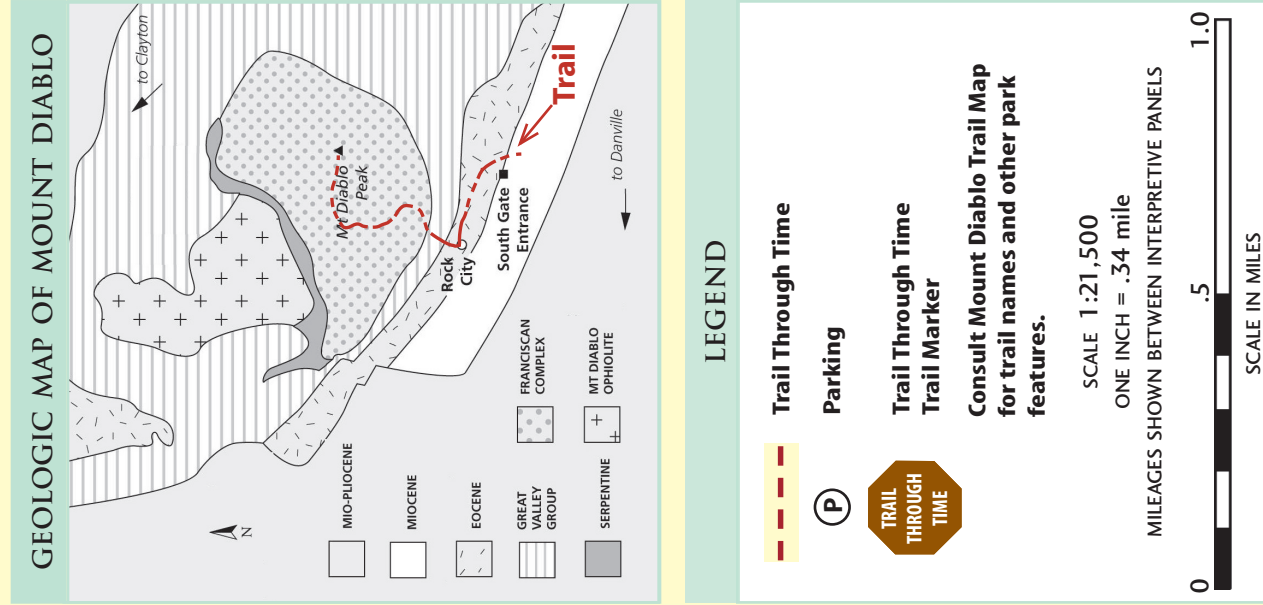 GEOLOGIC MAP OF MOUNT DIABLO
to Clayton
Mt Diablo
Peak
Trail
Rock
City
South Gate
Entrance
to Danville
N
MIO-PLIOCENE
MIOCENE
EOCENE
GREAT
VALLEY
GROUP
SERPENTINE
FRANCISCAN
COMPLEX
MT DIABLO
OPHIOLITE
LEGEND
Trail Through Time
P
Parking
TRAIL
THROUGH
TIME
Trail Through Time
Trail Marker
Consult Mount Diablo Trail Map
for trail names and other park
features.
SCALE 1:21,500
ONE INCH = .34 mile
MILEAGES SHOWN BETWEEN INTERPRETIVE PANELS
0 .5 1.0
SCALE IN MILES